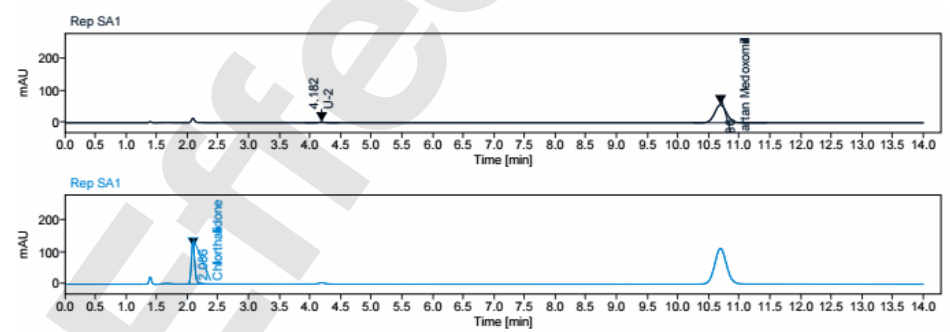 Rep SA1
mAU
200
100
0
4.182
U-2
artan Medoxomil
0.0 0.5 1.0 1.5 2.0 2.5 3.0 3.5 4.0 4.5 5.0 5.5 6.0 6.5 7.0 7.5 8.0 8.5 9.0 9.5 10.0 10.5 11.0 11.5 12.0 12.5 13.0 13.5 14.0
Time [min]
Rep SA1
mAU
200
100
0
2.086
Chlorthalidone
0.0 0.5 1.0 1.5 2.0 2.5 3.0 3.5 4.0 4.5 5.0 5.5 6.0 6.5 7.0 7.5 8.0 8.5 9.0 9.5 10.0 10.5 11.0 11.5 12.0 12.5 13.0 13.5 14.0
Time [min]